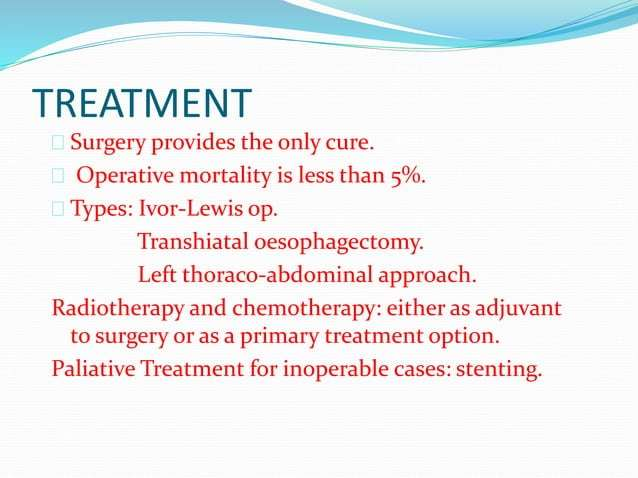 TREATMENT
Surgery provides the only cure.
Operative mortality is less than 5%.
Types: Ivor-Lewis op.
Transhiatal oesophagectomy.
Left thoraco-abdominal approach.
Radiotherapy and chemotherapy: either as adjuvant
to surgery or as a primary treatment option.
Paliative Treatment for inoperable cases: stenting.